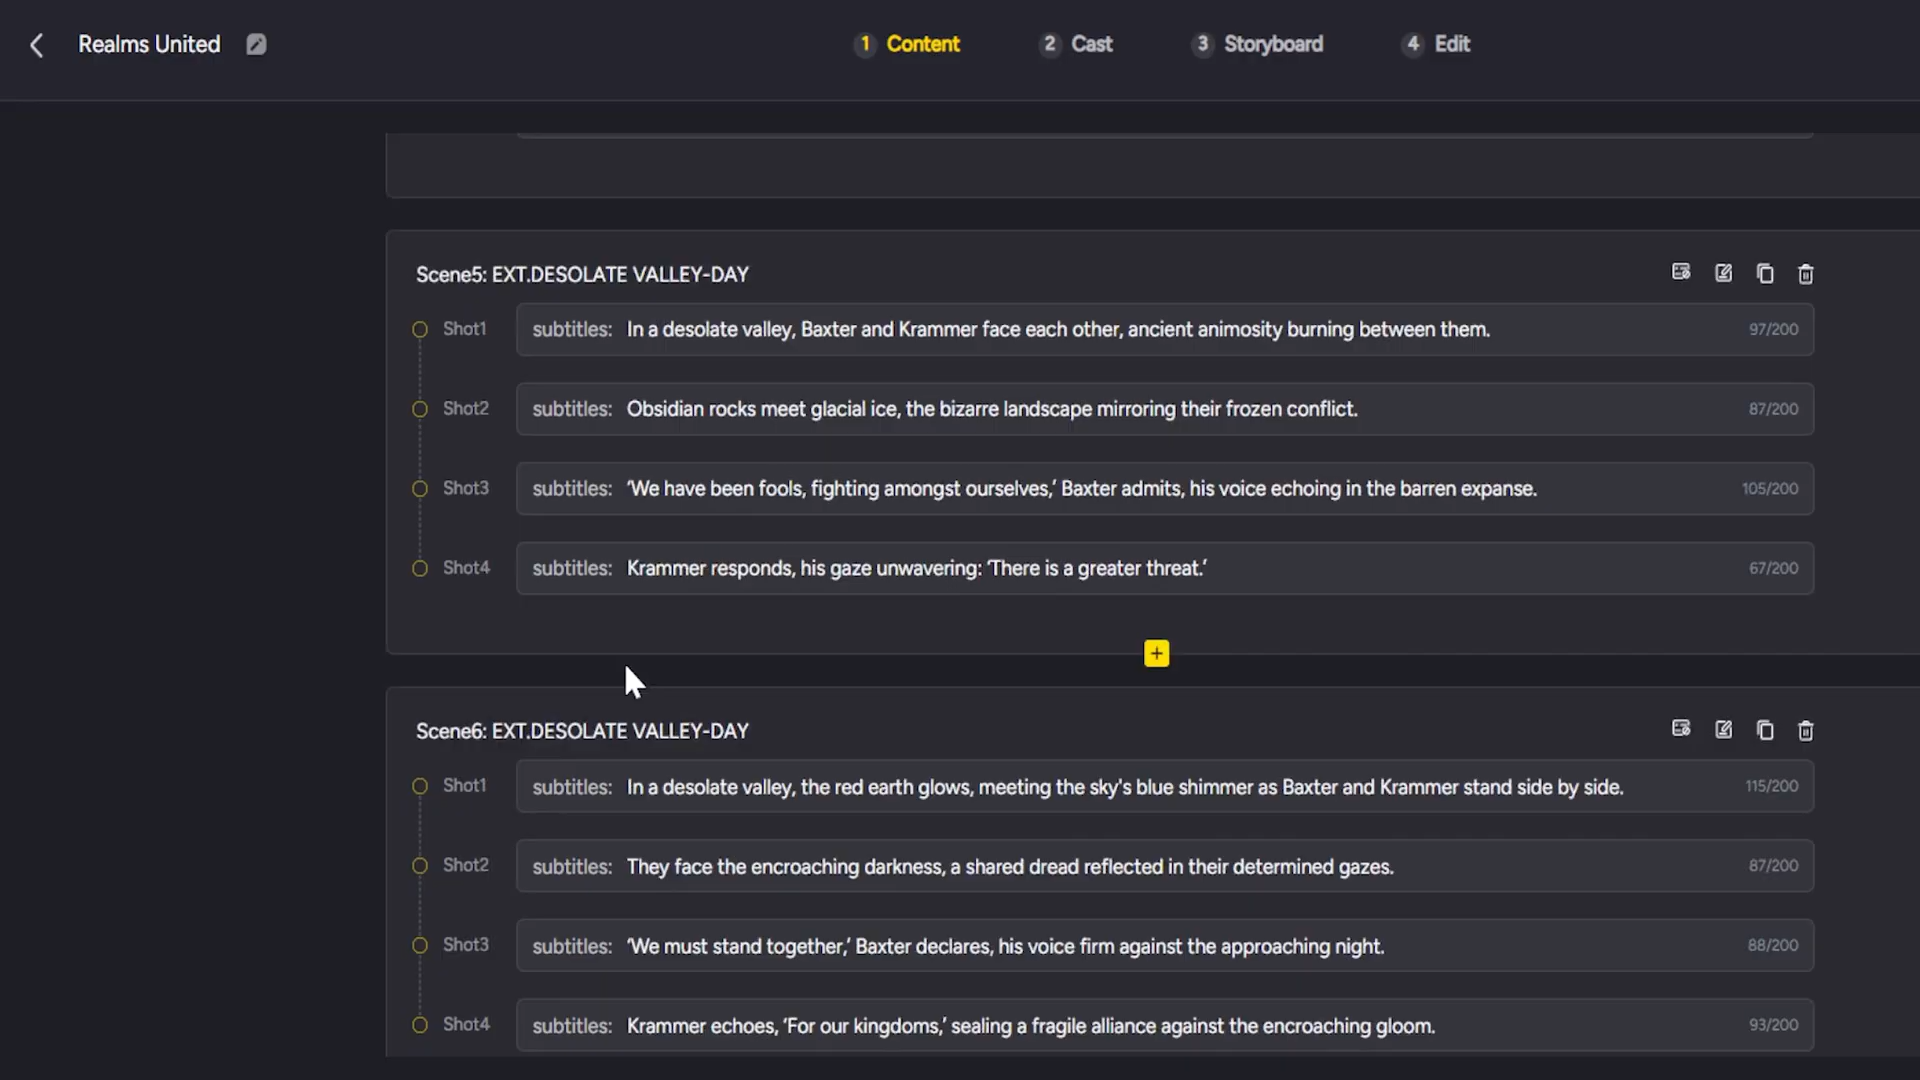 Realms United
1 Content
2 Cast
3 Storyboard
4 Edit
Scene5: EXT.DESOLATE VALLEY-DAY
Shot1 subtitles: In a desolate valley, Baxter and Krammer face each other, ancient animosity burning between them. 97/200
Shot2 subtitles: Obsidian rocks meet glacial ice, the bizarre landscape mirroring their frozen conflict. 87/200
Shot3 subtitles: ‘We have been fools, fighting amongst ourselves,’ Baxter admits, his voice echoing in the barren expanse. 105/200
Shot4 subtitles: Krammer responds, his gaze unwavering: ‘There is a greater threat.’ 67/200
+
Scene6: EXT.DESOLATE VALLEY-DAY
Shot1 subtitles: In a desolate valley, the red earth glows, meeting the sky's blue shimmer as Baxter and Krammer stand side by side. 115/200
Shot2 subtitles: They face the encroaching darkness, a shared dread reflected in their determined gazes. 87/200
Shot3 subtitles: ‘We must stand together,’ Baxter declares, his voice firm against the approaching night. 88/200
Shot4 subtitles: Krammer echoes, ‘For our kingdoms,’ sealing a fragile alliance against the encroaching gloom. 93/200